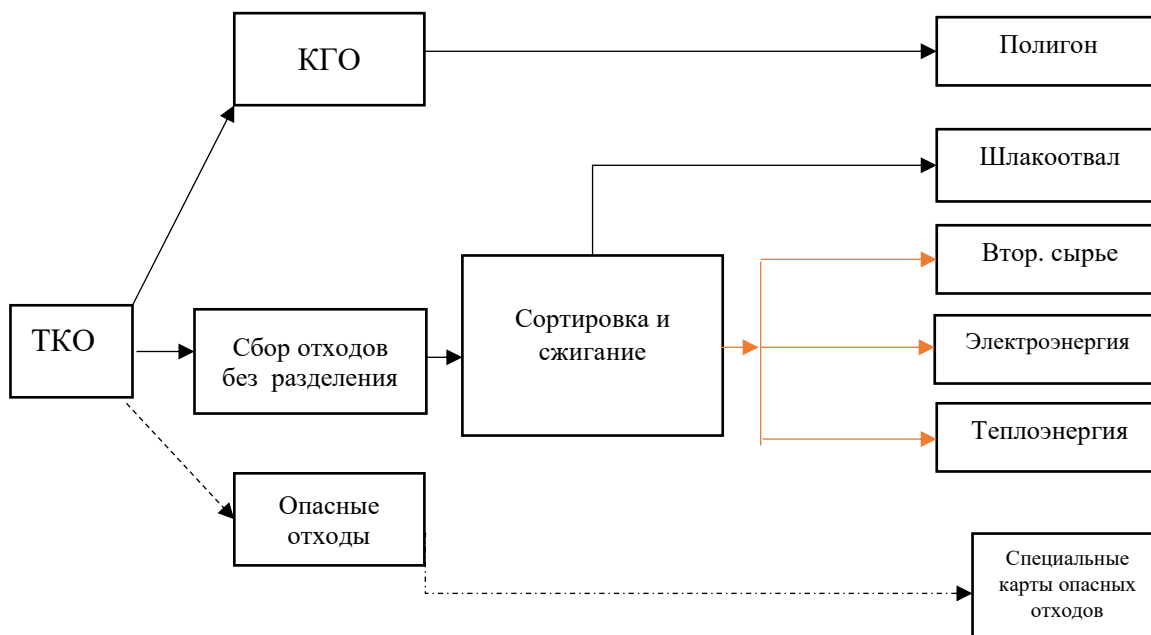 КГО
Полигон
Шлакоотвал
Втор. сырье
Сортировка и
сжигание
ТКО
Сбор отходов
без разделения
Электроэнергия
Теплоэнергия
Опасные
отходы
Специальные
карты опасных
отходов